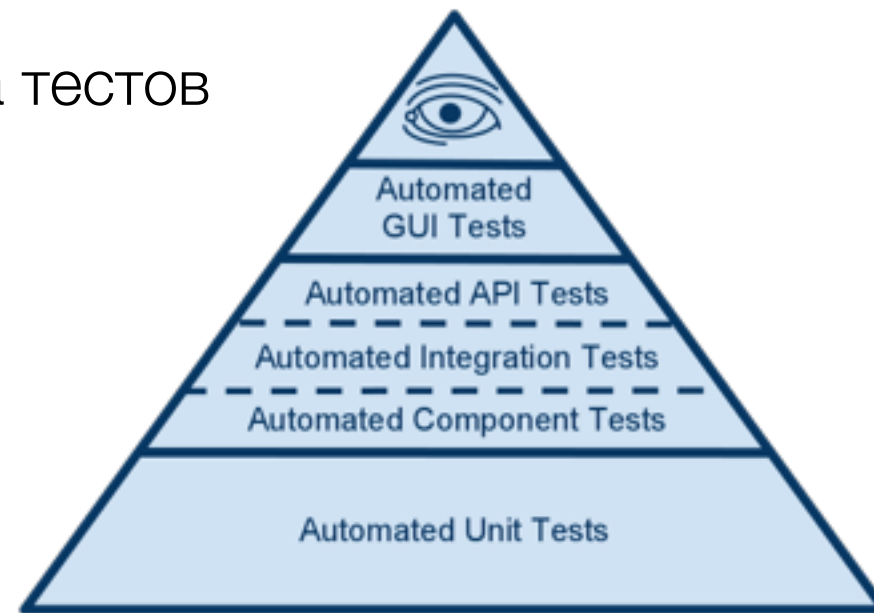 тестов
Automated
GUI Tests
Automated API Tests
Automated Integration Tests
Automated Component Tests
Automated Unit Tests